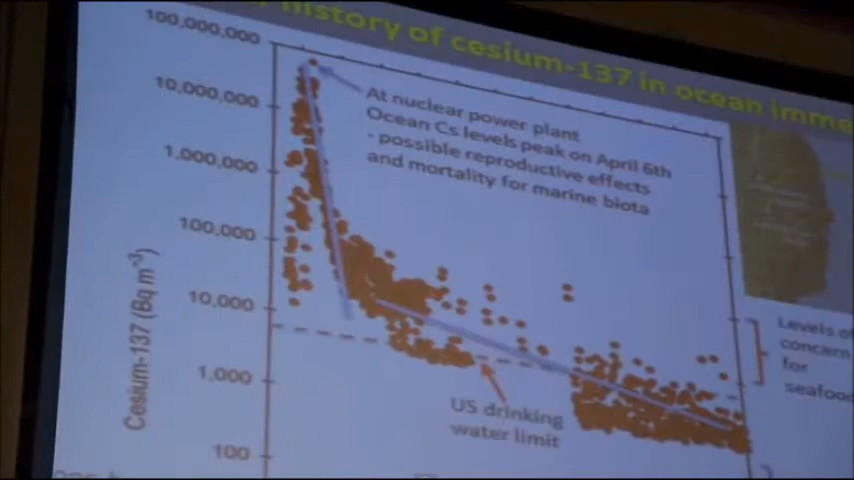 history of cesium-137 in ocean imme
100,000,000
10,000,000
1,000,000
100,000
10,000
1,000
100
Cesium-137 (Bq m-3)
At nuclear power plant
Ocean Cs levels peak on April 6th
- possible reproductive effects
and mortality for marine biota
US drinking
water limit
Levels of
concern
for
seafood